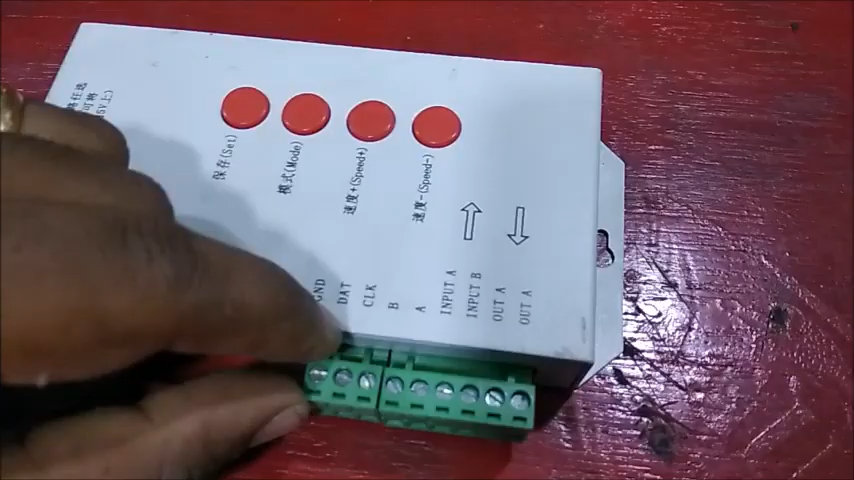 保存(Set)
模式(Mode)
速度+(Speed+)
速度-(Speed-)
GND
DAT
CLK
B
A
INPUT A
INPUT B
OUT A
OUT A